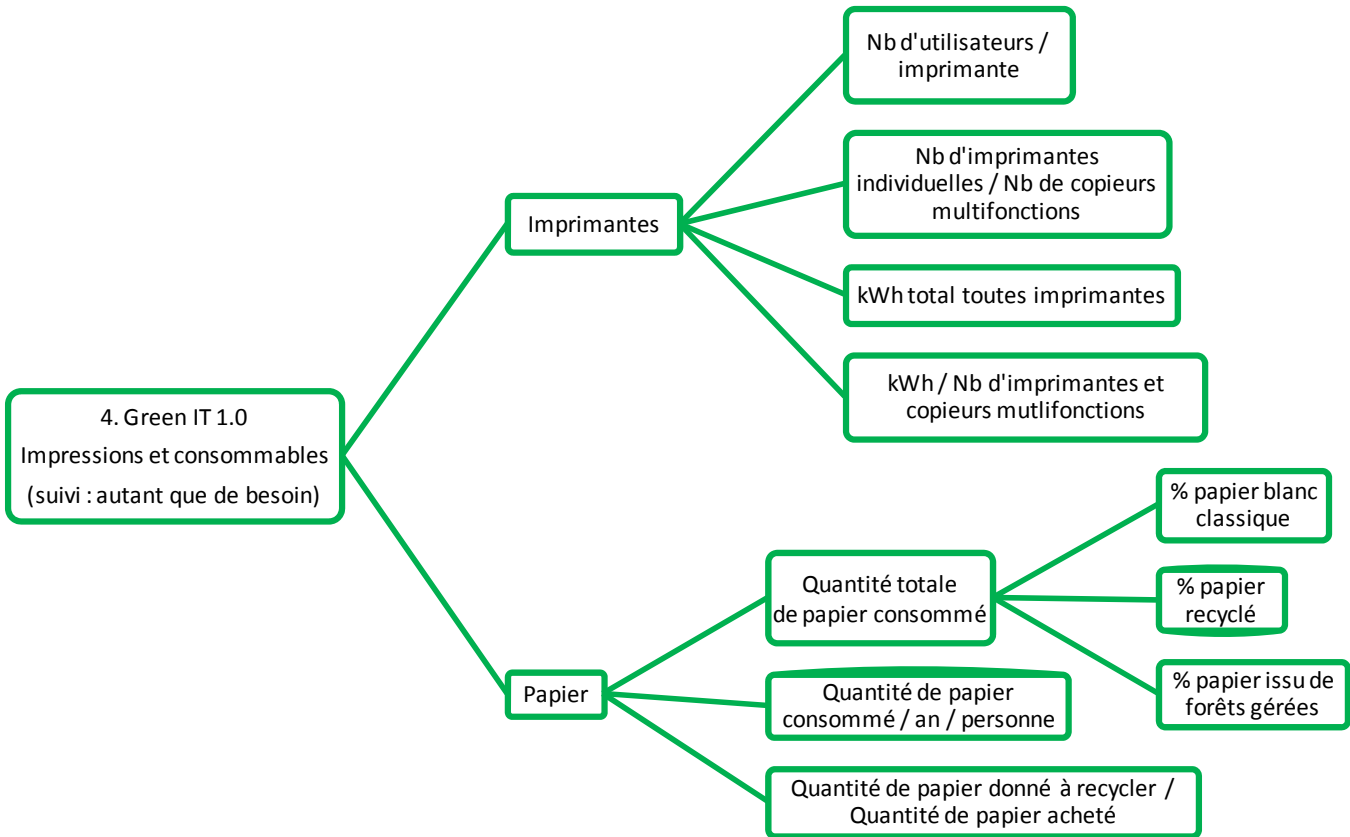 4. Green IT 1.0
Impressions et consommables
(suivi : autant que de besoin)
Imprimantes
Nb d'utilisateurs /
imprimante
Nb d'imprimantes
individuelles / Nb de copieurs
multifonctions
kWh total toutes imprimantes
kWh / Nb d'imprimantes et
copieurs mutlifonctions
Papier
Quantité totale
de papier consommé
% papier blanc
classique
% papier
recyclé
% papier issu de
forêts gérées
Quantité de papier
consommé / an / personne
Quantité de papier donné à recycler /
Quantité de papier acheté